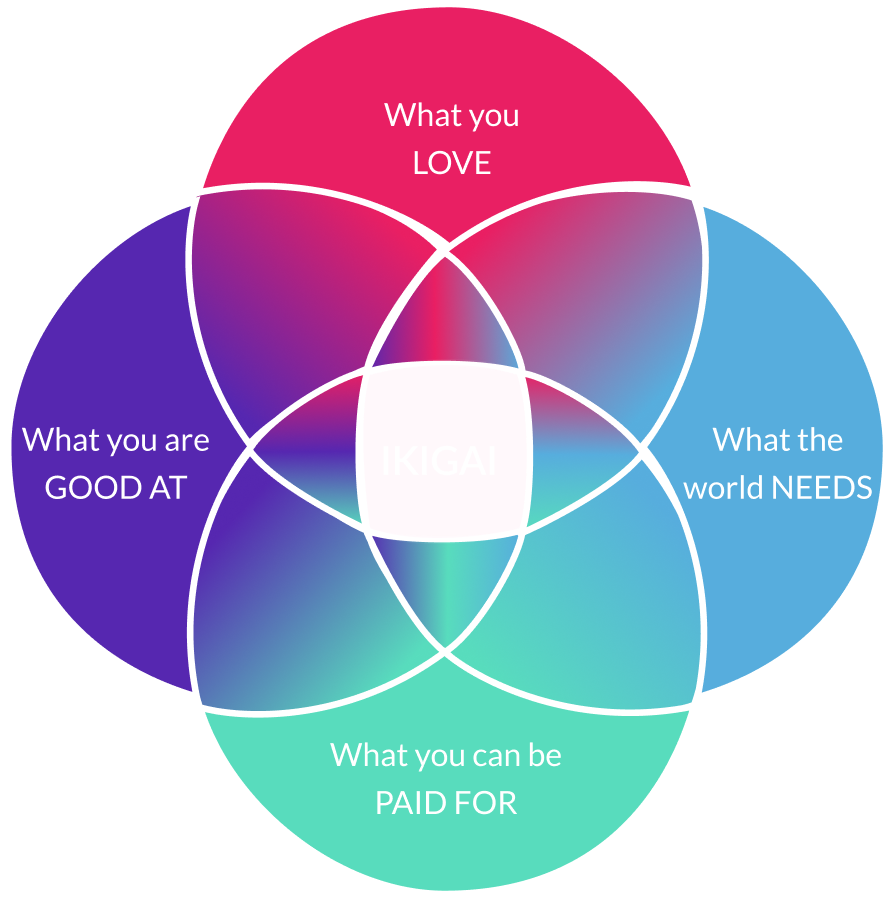 What you
LOVE
What you are
GOOD AT
IKIGAI
What the
world NEEDS
What you can be
PAID FOR